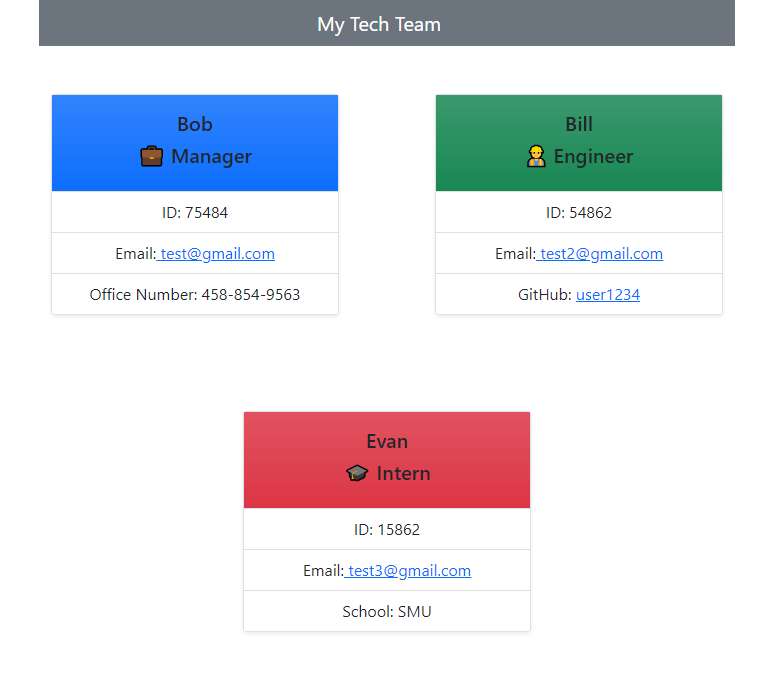 My Tech Team
Bob
💼 Manager
ID: 75484
Email: test@gmail.com
Office Number: 458-854-9563
Bill
👷 Engineer
ID: 54862
Email: test2@gmail.com
GitHub: user1234
Evan
🎓 Intern
ID: 15862
Email: test3@gmail.com
School: SMU